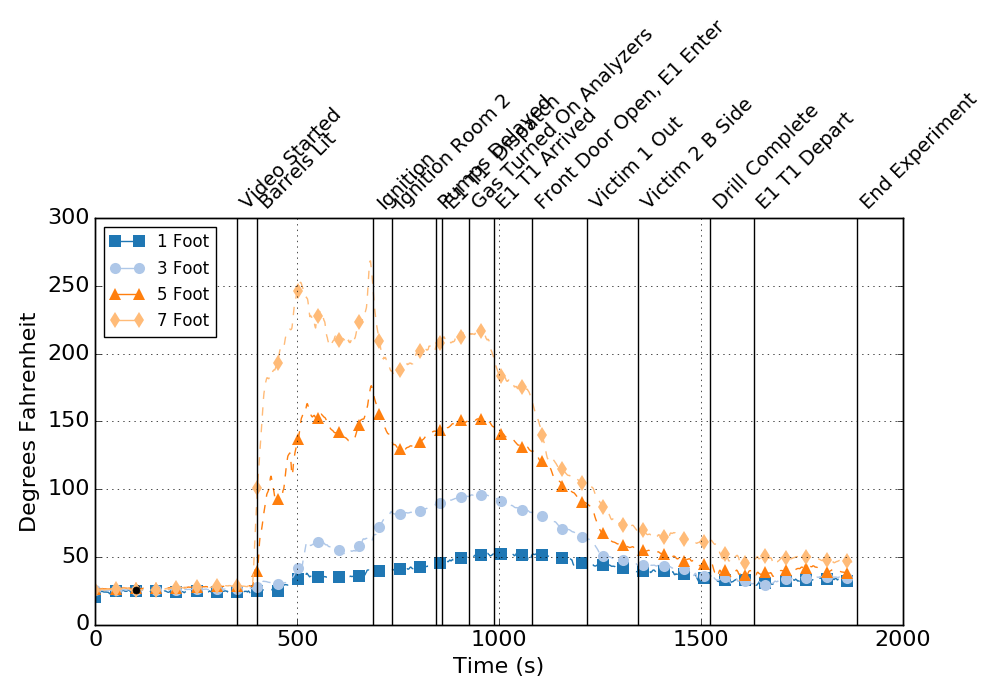 Video Started
Barrels Lit
Ignition
Ignition Room 2
Pumps Delayed
E1 T1 Dispatch
Gas Turned On Analyzers
E1 T1 Arrived
Front Door Open, E1 Enter
Victim 1 Out
Victim 2 B Side
Drill Complete
E1 T1 Depart
End Experiment
300
250
200
150
100
50
0
Degrees Fahrenheit
1 Foot
3 Foot
5 Foot
7 Foot
0 500 1000 1500 2000
Time (s)